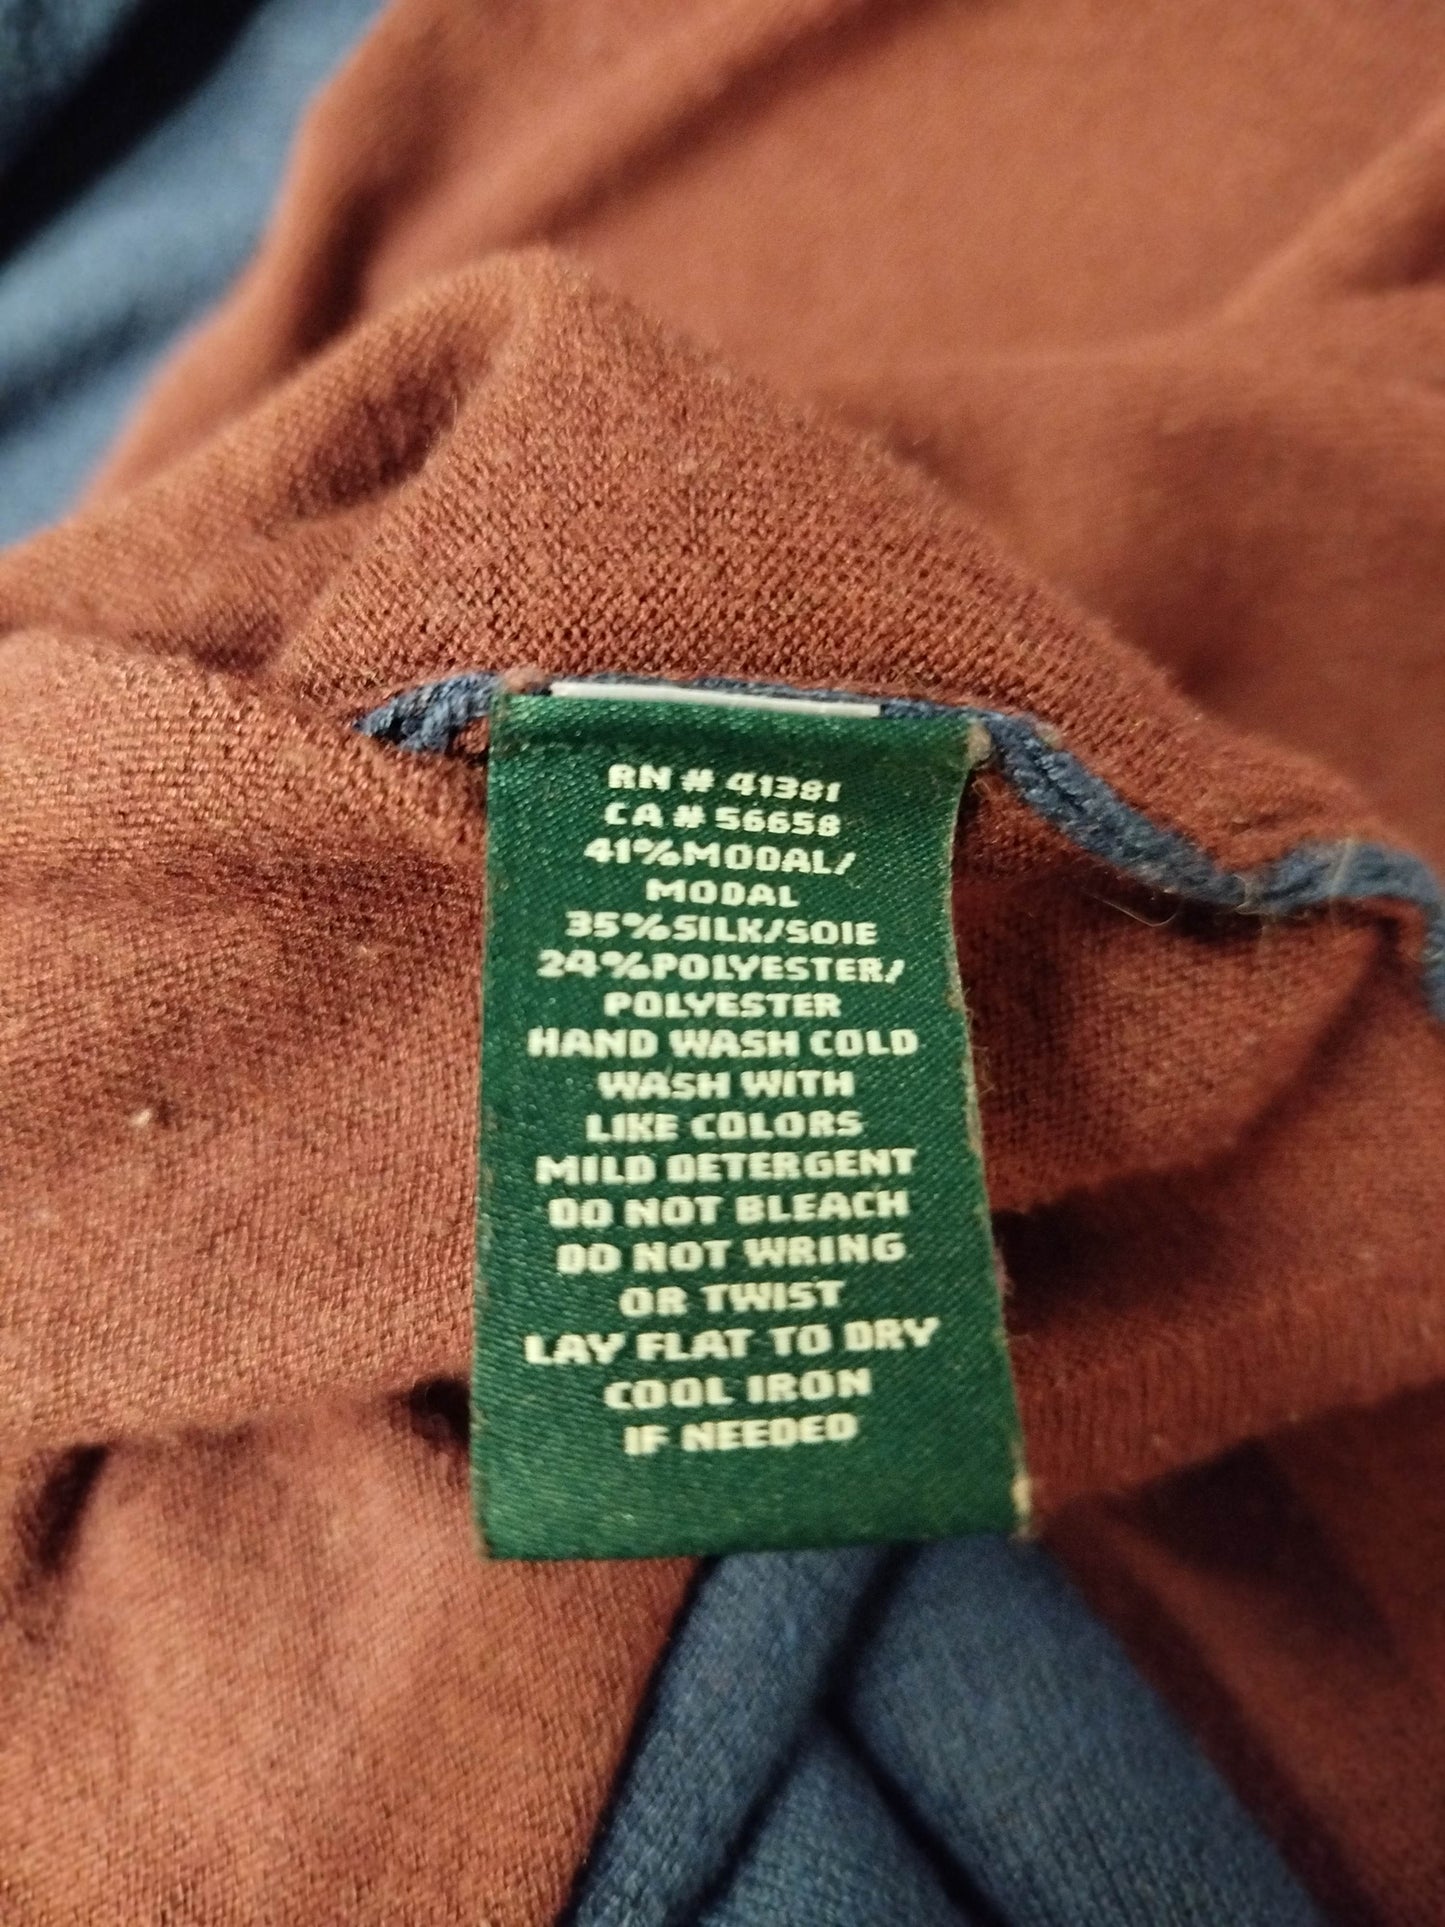 RN # 41381
CA # 56658
41%MODAL/
MODAL
35%SILK/SOIE
24%POLYESTER/
POLYESTER
HAND WASH COLD
WASH WITH
LIKE COLORS
MILD DETERGENT
DO NOT BLEACH
DO NOT WRING
OR TWIST
LAY FLAT TO DRY
COOL IRON
IF NEEDED